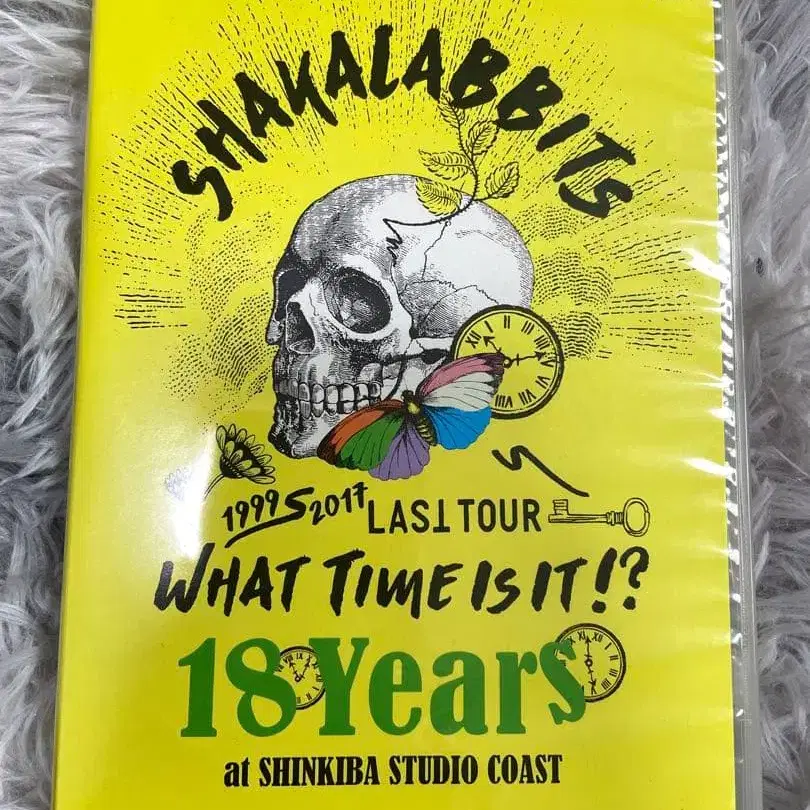 SHAKALABBITS
1999 S 2017 LAST TOUR
WHAT TIME IS IT!?
18 Years
at SHINKIBA STUDIO COAST